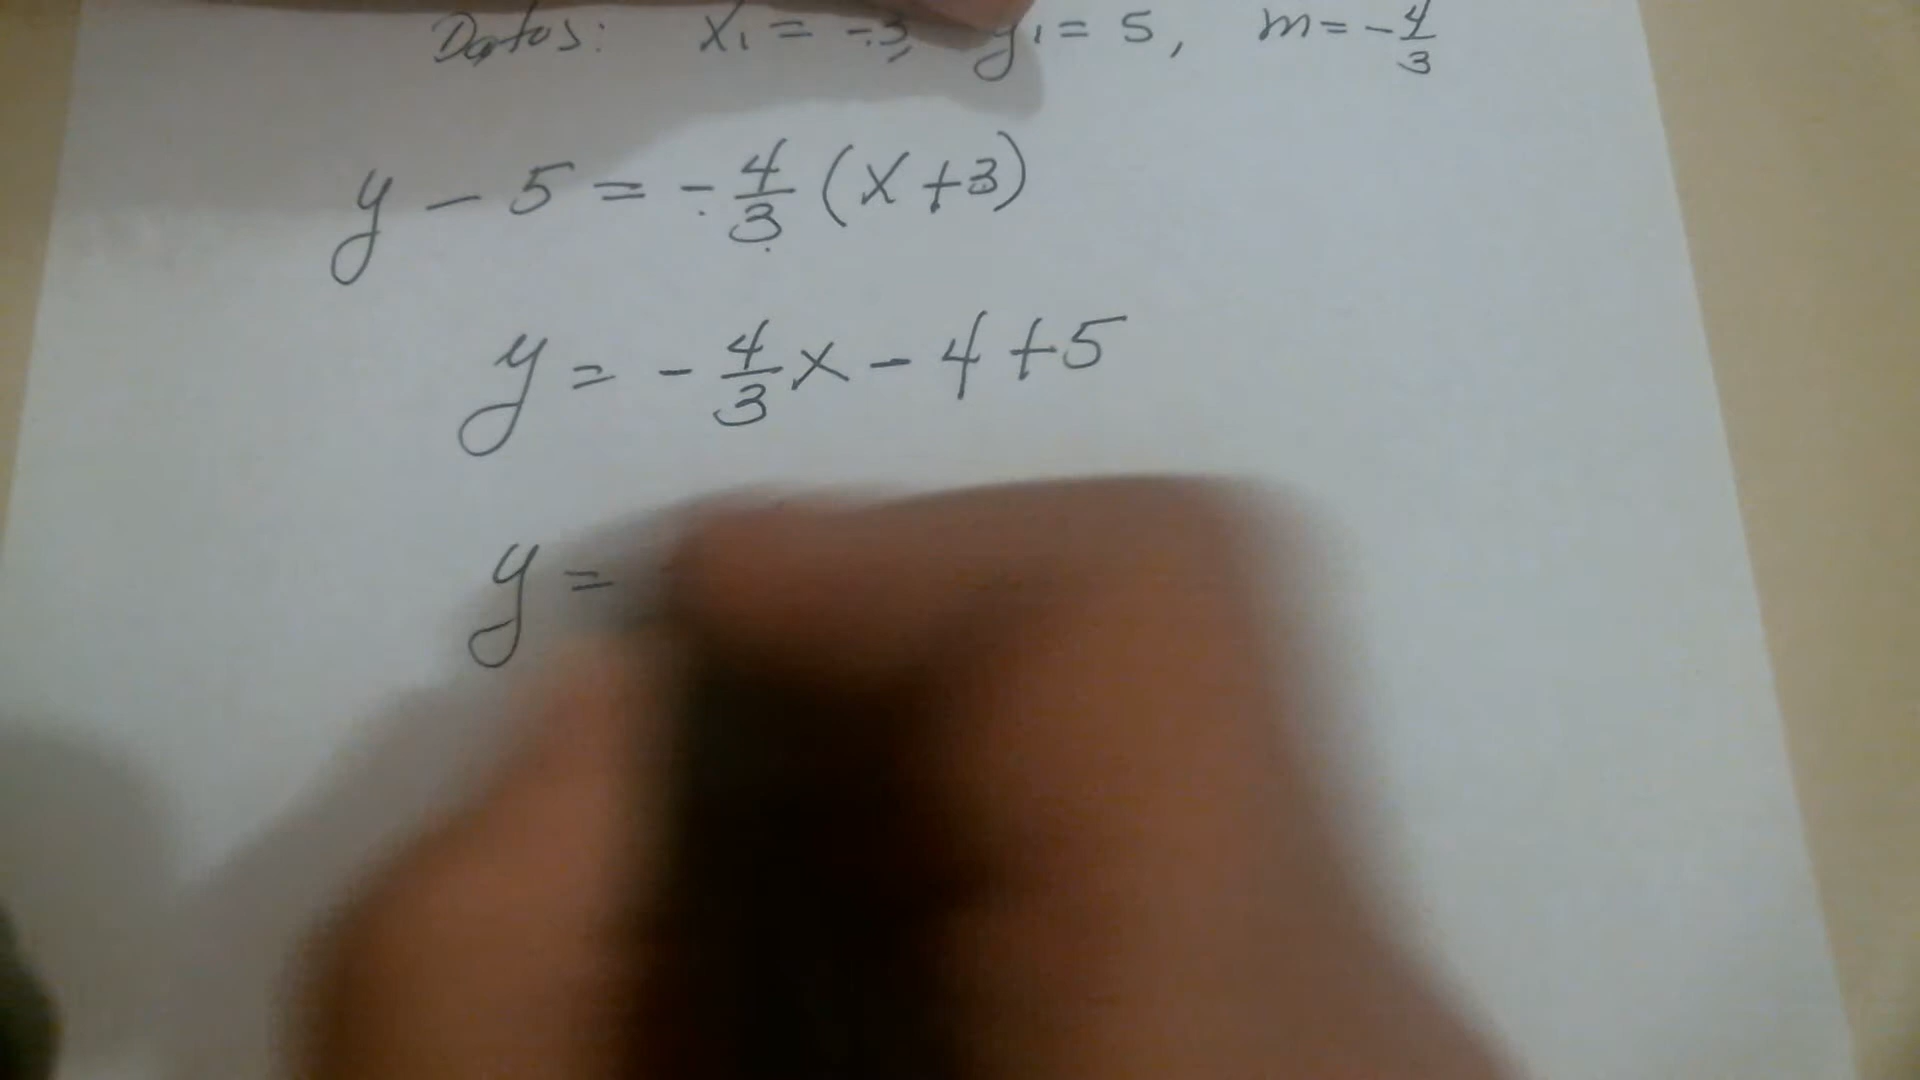 Datos: x₁ = -3, y₁ = 5, m = -4/3
y - 5 = -4/3 (x+3)
y = -4/3 x - 4 + 5
y =